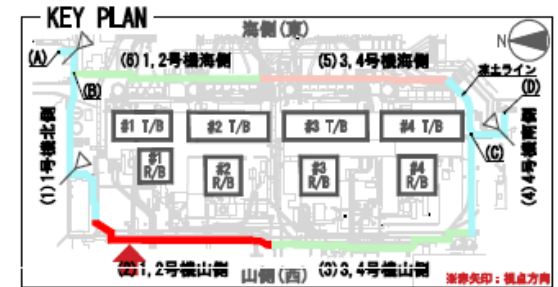 KEY PLAN
海側(東)
N
(A)
(6)1,2号機海側
(5)3,4号機海側
凍土ライン
(D)
(B)
#1 T/B
#2 T/B
#3 T/B
#4 T/B
(1)1号機北側
#1
R/B
#2
R/B
#3
R/B
#4
R/B
(C)
(4)4号機南側
(2)1,2号機山側
山側(西)
(3)3,4号機山側
※赤矢印：視点方向